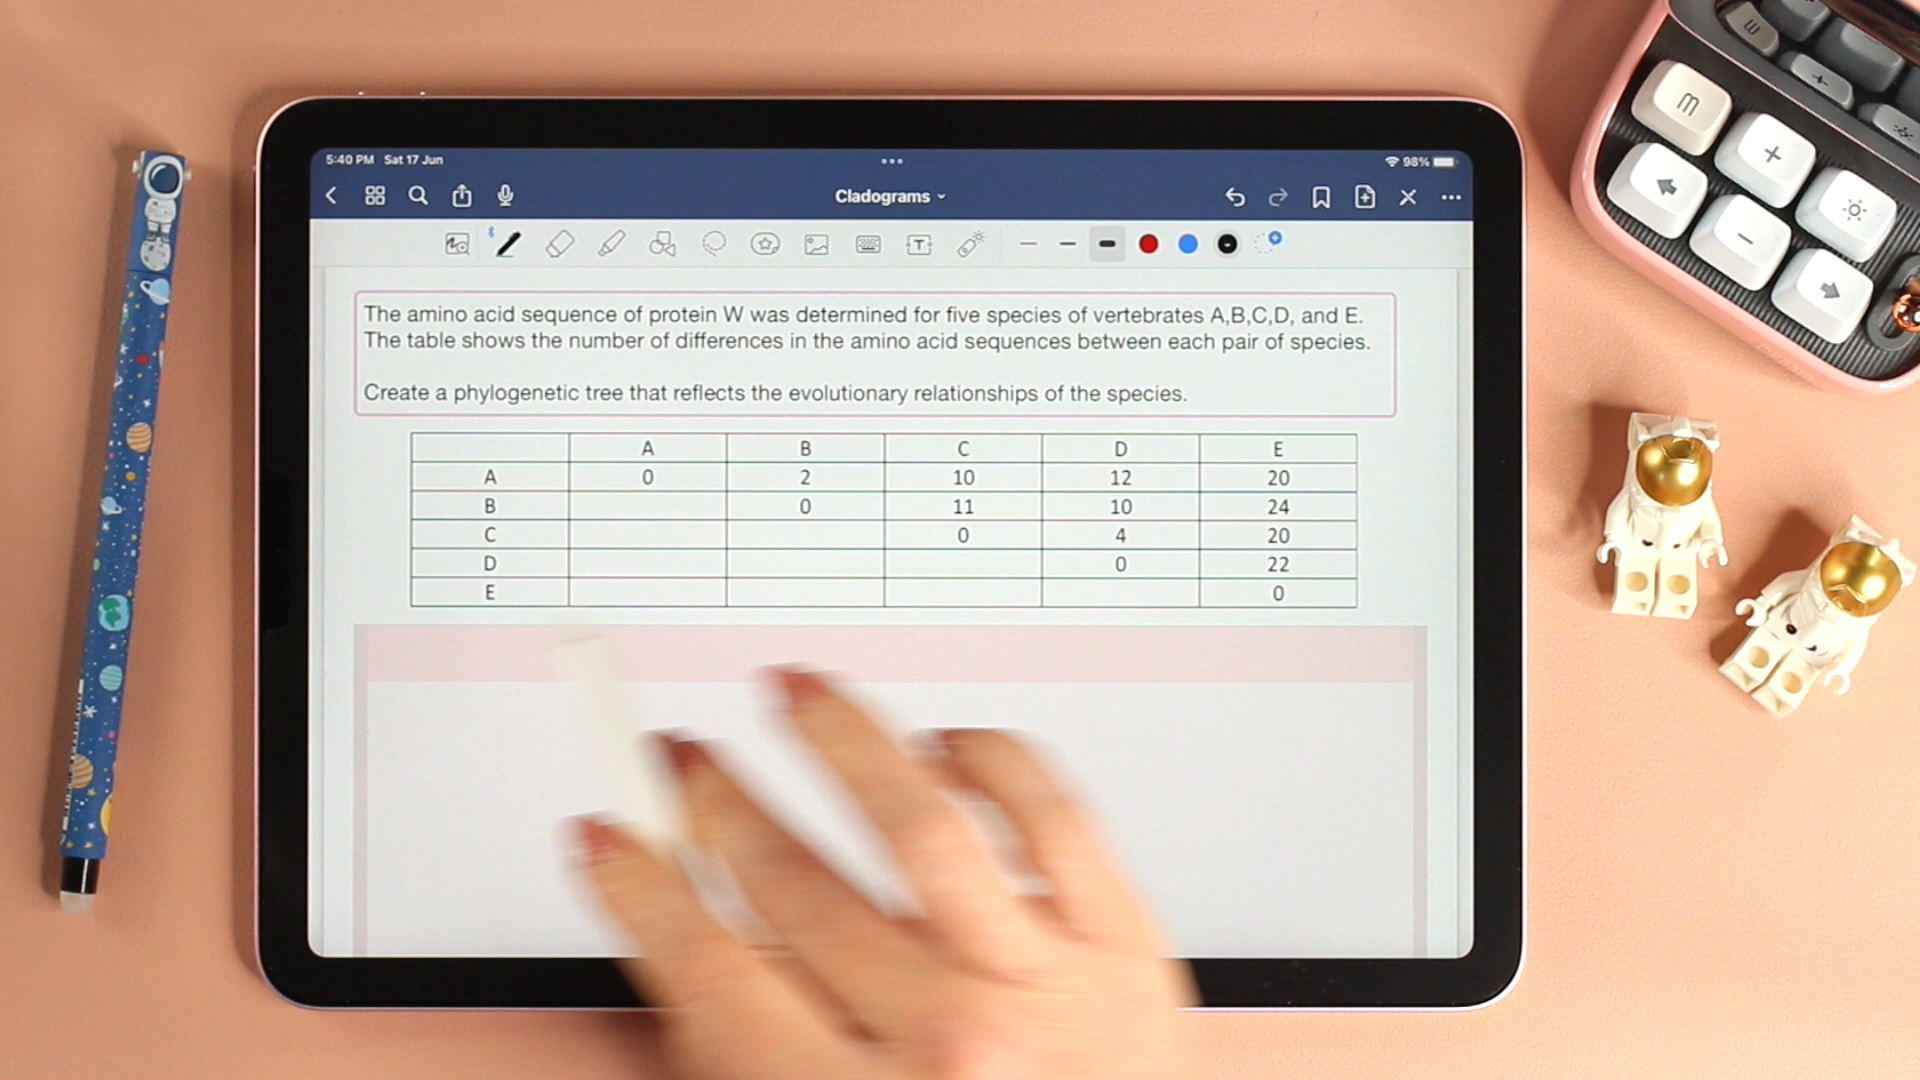 5:40 PM Sat 17 Jun
98%
Cladograms
T
The amino acid sequence of protein W was determined for five species of vertebrates A,B,C,D, and E.
The table shows the number of differences in the amino acid sequences between each pair of species.
Create a phylogenetic tree that reflects the evolutionary relationships of the species.
A B C D E
A 0 2 10 12 20
B 0 11 10 24
C 0 4 20
D 0 22
E 0
m
+
-